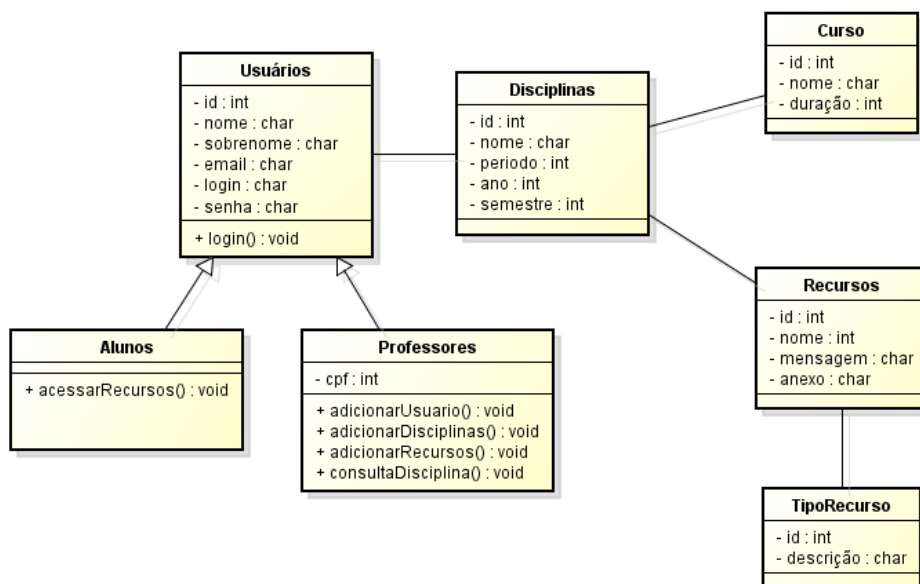 Usuários
- id : int
- nome : char
- sobrenome : char
- email : char
- login : char
- senha : char
+ login() : void
Disciplinas
- id : int
- nome : char
- periodo : int
- ano : int
- semestre : int
Curso
- id : int
- nome : char
- duração : int
Alunos
+ acessarRecursos() : void
Professores
- cpf : int
+ adicionarUsuario() : void
+ adicionarDisciplinas() : void
+ adicionarRecursos() : void
+ consultaDisciplina() : void
Recursos
- id : int
- nome : int
- mensagem : char
- anexo : char
TipoRecurso
- id : int
- descrição : char